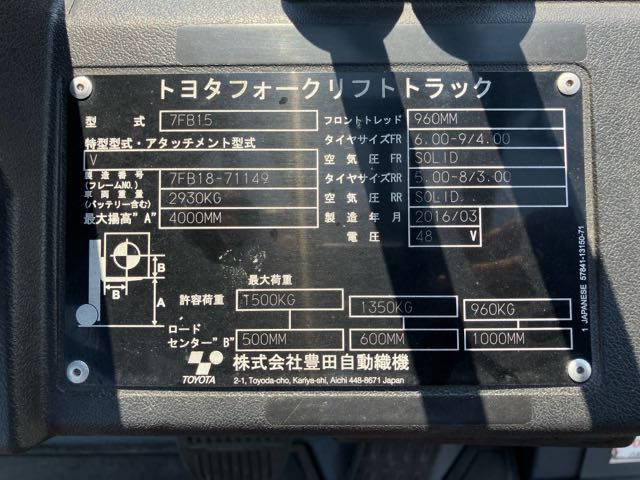 トヨタフォークリフトトラック
型式 7FB15
特型型式・アタッチメント型式
V
製造番号
(フレームNO.) 7FB18-71149
車両重量
(バッテリー含む) 2930KG
最大揚高"A" 4000MM
フロントトレッド 960MM
タイヤサイズFR 6.00-9/4.00
空気圧FR SOLID
タイヤサイズRR 5.00-8/3.00
空気圧RR SOLID
製造年月 2016/03
電圧 48 V
B
B
A
最大荷重
許容荷重 1500KG 1350KG 960KG
ロード
センター"B" 500MM 600MM 1000MM
TOYOTA
株式会社豊田自動織機
2-1, Toyoda-cho, Kariya-shi, Aichi 448-8671 Japan
1 JAPANESE 57841-13150-71